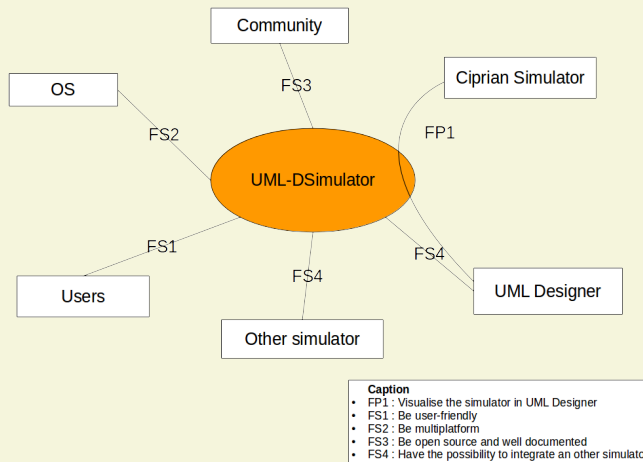 Community
Ciprian Simulator
OS
FS3
FP1
FS2
UML-DSimulator
FS1
FS4
FS4
Users
UML Designer
Other simulator
Caption
• FP1 : Visualise the simulator in UML Designer
• FS1 : Be user-friendly
• FS2 : Be multiplatform
• FS3 : Be open source and well documented
• FS4 : Have the possibility to integrate an other simulato